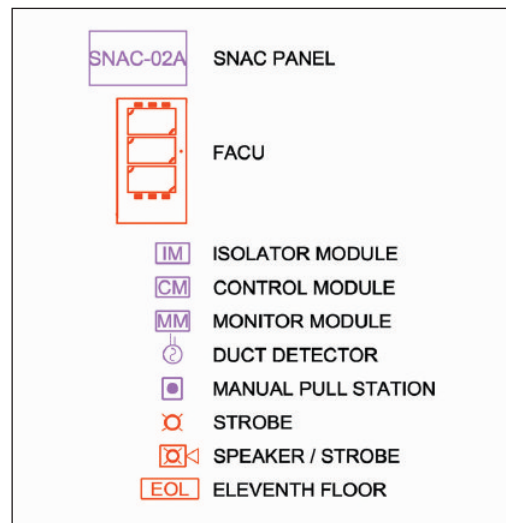 SNAC-02A SNAC PANEL
FACU
IM ISOLATOR MODULE
CM CONTROL MODULE
MM MONITOR MODULE
DUCT DETECTOR
MANUAL PULL STATION
STROBE
SPEAKER / STROBE
EOL ELEVENTH FLOOR